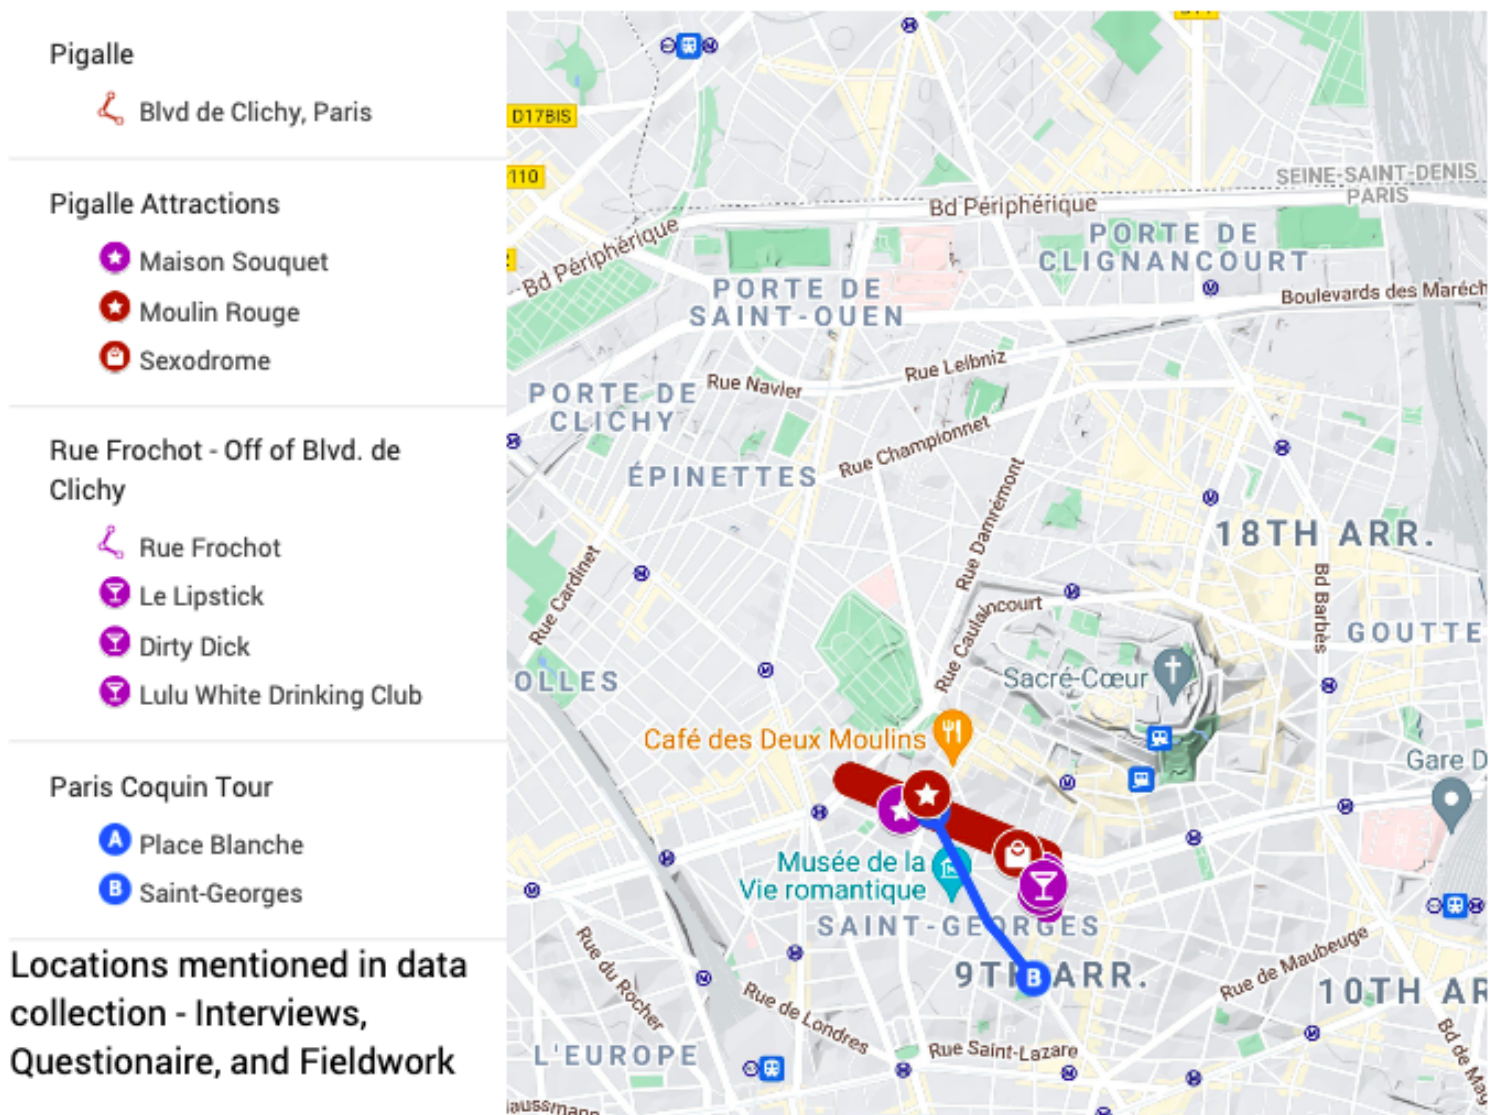 Pigalle
Blvd de Clichy, Paris
Pigalle Attractions
Maison Souquet
Moulin Rouge
Sexodrome
Rue Frochot - Off of Blvd. de
Clichy
Rue Frochot
Le Lipstick
Dirty Dick
Lulu White Drinking Club
Paris Coquin Tour
A Place Blanche
B Saint-Georges
Locations mentioned in data
collection - Interviews,
Questionaire, and Fieldwork
D17BIS
110
SEINE-SAINT-DENIS
PARIS
Bd Périphérique
Bd Périphérique
PORTE DE
CLIGNANCOURT
PORTE DE
SAINT-OUEN
Boulevards des Maréch
Rue Leibniz
Rue Navier
PORTE DE
CLICHY
Rue Championnet
ÉPINETTES
Rue Damrémont
18TH ARR.
Rue Cardinet
Bd Barbès
Rue Caulaincourt
GOUTTE
OLLES
Sacré-Cœur
Café des Deux Moulins
Gare D
Musée de la
Vie romantique
SAINT-GEORGES
9TH ARR.
B
Rue de Maubeuge
10TH AR
Rue du Rocher
Rue de Londres
Bd de Mag
L'EUROPE
Rue Saint-Lazare
aussmann